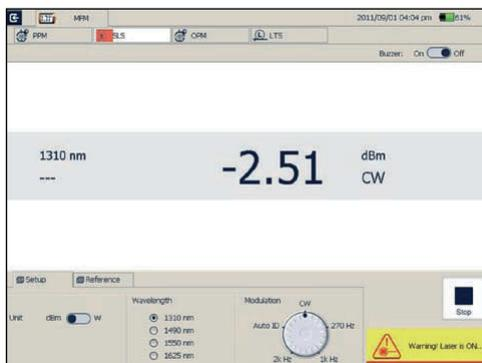 MFM 2011/09/01 04:04 pm 61%
PPM SLS OPM LTS
Buzzer: On Off
1310 nm -2.51 dBm
--- CW
Setup Reference
Wavelength Modulation
Unit dBm W
1310 nm
1490 nm
1550 nm
1625 nm
CW
Auto ID 270 Hz
2k Hz 1k Hz
Stop
Warning! Laser is ON..